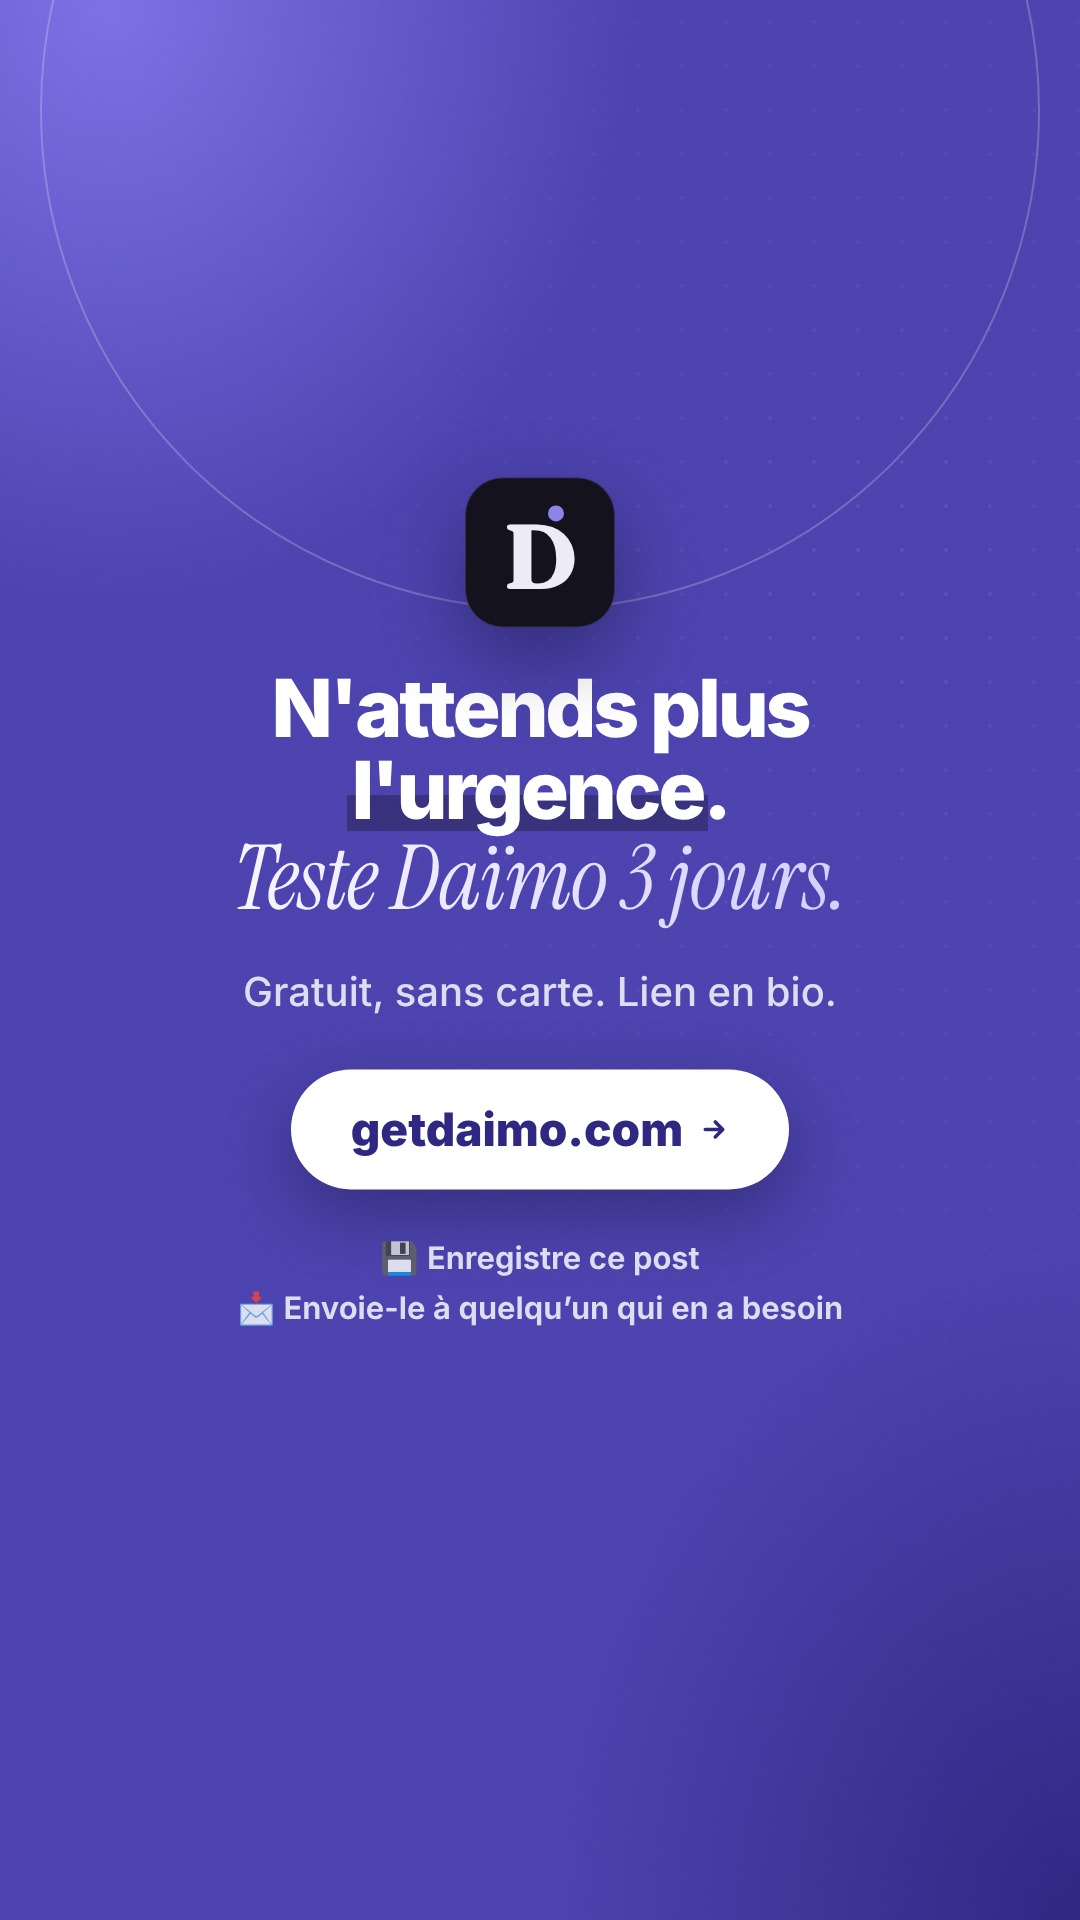 D
N'attends plus
l'urgence.
Teste Daïmo 3 jours.
Gratuit, sans carte. Lien en bio.
getdaimo.com →
💾 Enregistre ce post
📩 Envoie-le à quelqu’un qui en a besoin